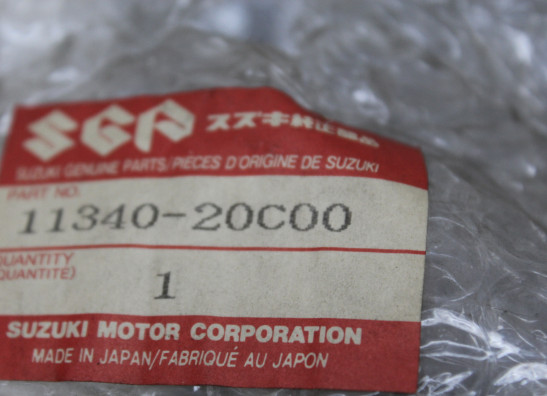 SGP スズキ純正部品
SUZUKI GENUINE PARTS/PIÈCES D'ORIGINE DE SUZUKI
PART NO.
11340-20C00
QUANTITY
QUANTITE) 1
SUZUKI MOTOR CORPORATION
MADE IN JAPAN/FABRIQUÉ AU JAPON